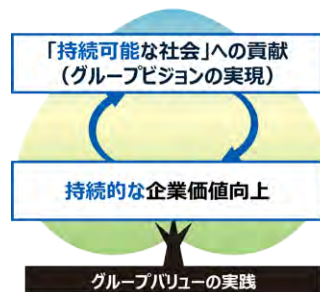 「持続可能な社会」への貢献
(グループビジョンの実現)
持続的な企業価値向上
グループバリューの実践